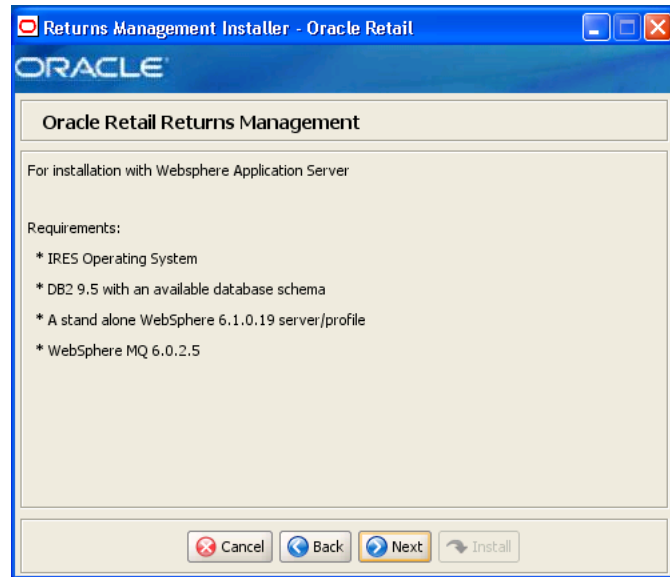 Returns Management Installer - Oracle Retail
ORACLE
Oracle Retail Returns Management
For installation with Websphere Application Server
Requirements:
* IRES Operating System
* DB2 9.5 with an available database schema
* A stand alone WebSphere 6.1.0.19 server/profile
* WebSphere MQ 6.0.2.5
Cancel Back Next Install